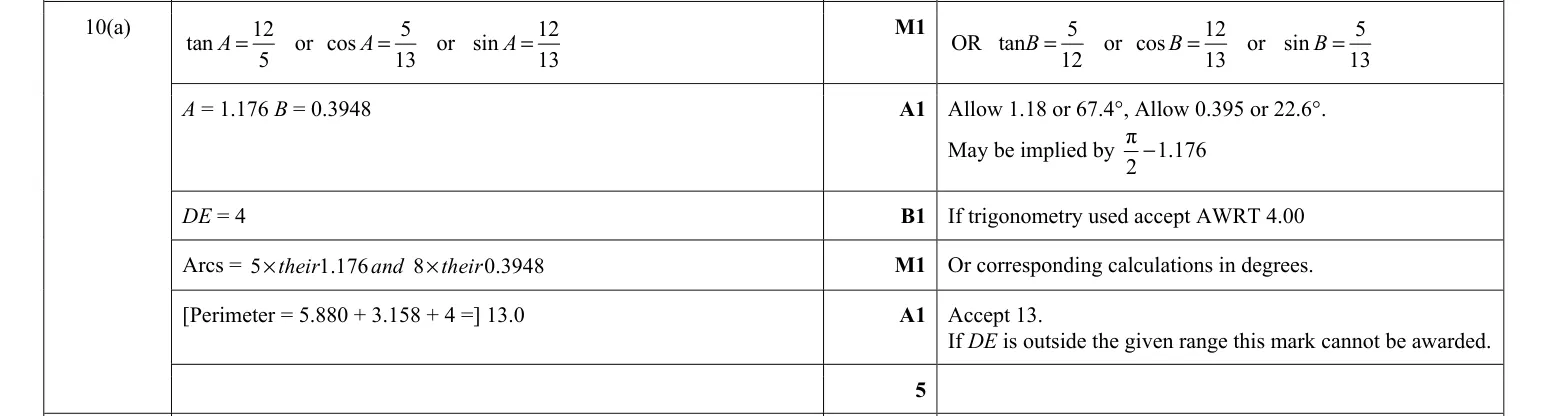 10(a)
tan A = 12/5 or cos A = 5/13 or sin A = 12/13
M1
OR tanB = 5/12 or cos B = 12/13 or sin B = 5/13
A = 1.176 B = 0.3948
A1
Allow 1.18 or 67.4°, Allow 0.395 or 22.6°.
May be implied by π/2 − 1.176
DE = 4
B1
If trigonometry used accept AWRT 4.00
Arcs = 5×their1.176 and 8×their0.3948
M1
Or corresponding calculations in degrees.
[Perimeter = 5.880 + 3.158 + 4 =] 13.0
A1
Accept 13.
If DE is outside the given range this mark cannot be awarded.
5